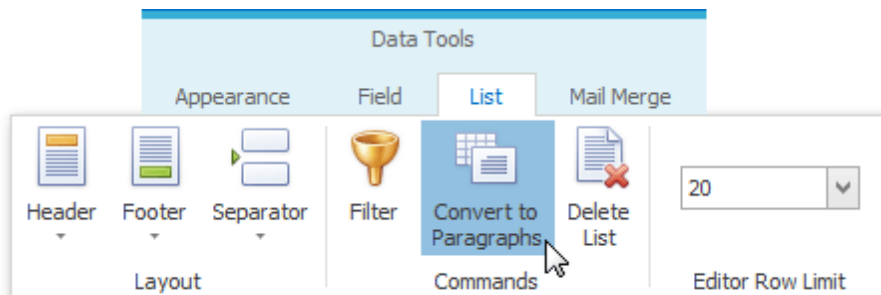 Data Tools
Appearance Field List Mail Merge
Header Footer Separator Filter Convert to Paragraphs Delete List 20
Layout Commands Editor Row Limit